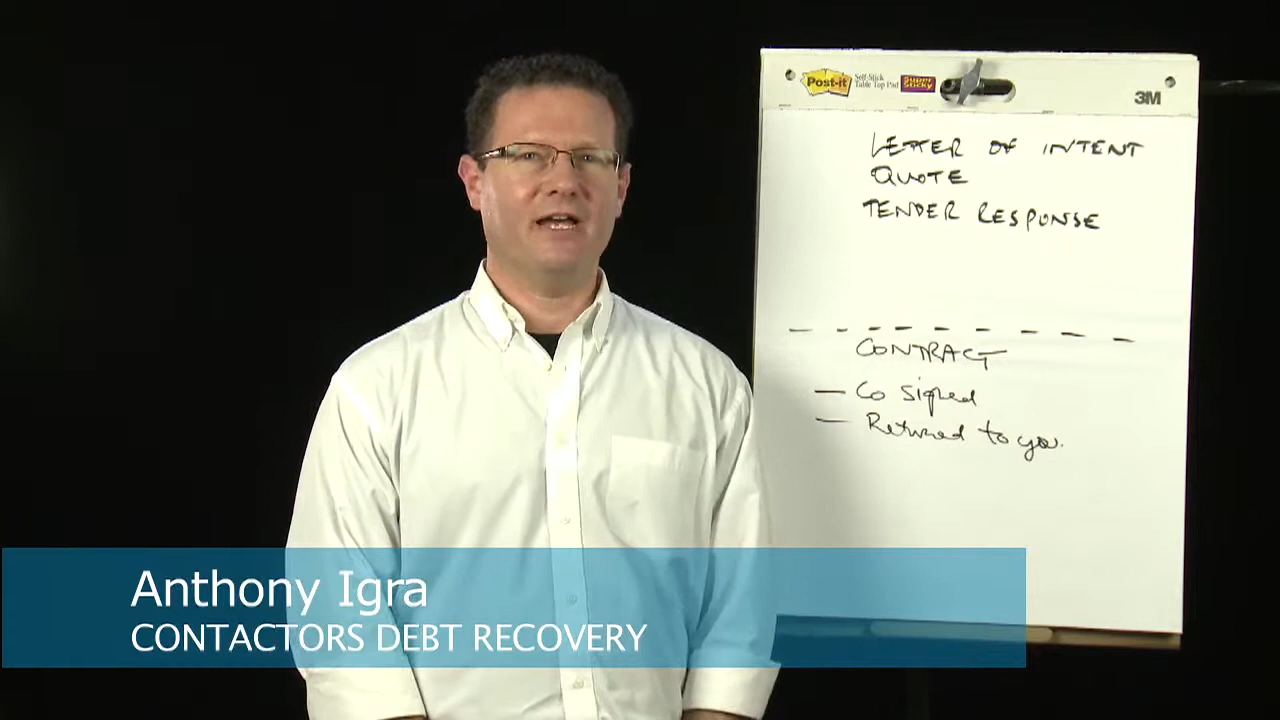 Post-it
Self-Stick
Table Top Pad
Super
Sticky
3M
LETTER OF INTENT
QUOTE
TENDER RESPONSE
CONTRACT
— Co Signed
— Returned to you.
Anthony Igra
CONTACTORS DEBT RECOVERY